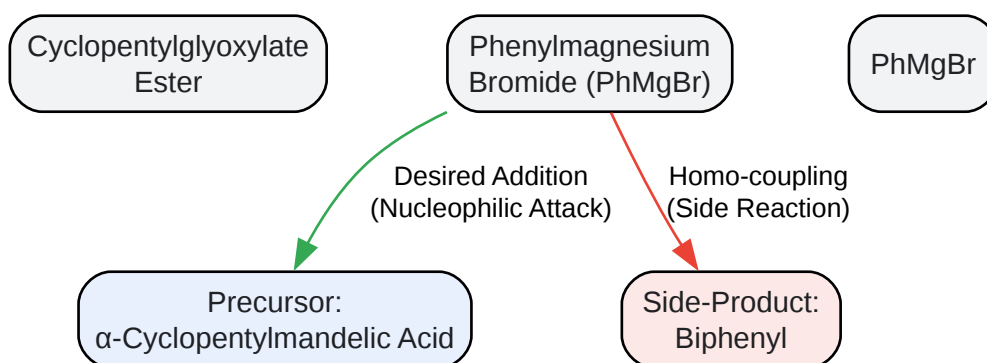 Cyclopentylglyoxylate
Ester
Phenylmagnesium
Bromide (PhMgBr)
PhMgBr
Desired Addition
(Nucleophilic Attack)
Homo-coupling
(Side Reaction)
Precursor:
α-Cyclopentylmandelic Acid
Side-Product:
Biphenyl